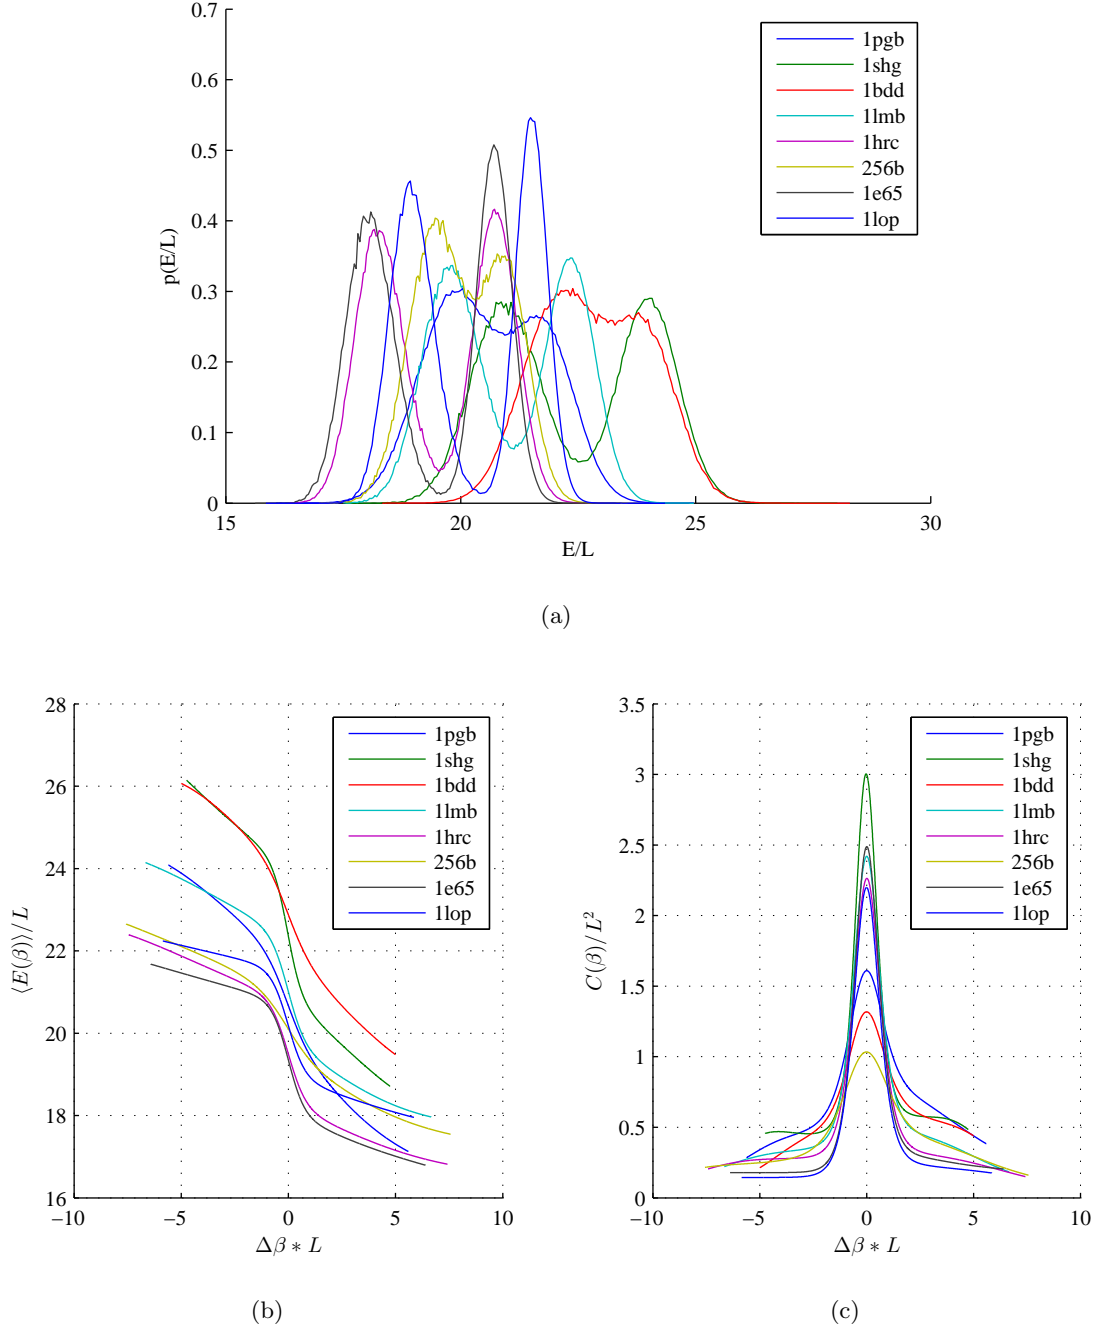 0.7
0.6
0.5
0.4
0.3
0.2
0.1
0
p(E/L)
15 20 25 30
E/L
1pgb
1shg
1bdd
1lmb
1hrc
256b
1e65
1lop
(a)
28
26
24
22
20
18
16
⟨E(β)⟩/L
−10 −5 0 5 10
Δβ ∗ L
1pgb
1shg
1bdd
1lmb
1hrc
256b
1e65
1lop
(b)
3.5
3
2.5
2
1.5
1
0.5
0
C(β)/L²
−10 −5 0 5 10
Δβ ∗ L
1pgb
1shg
1bdd
1lmb
1hrc
256b
1e65
1lop
(c)